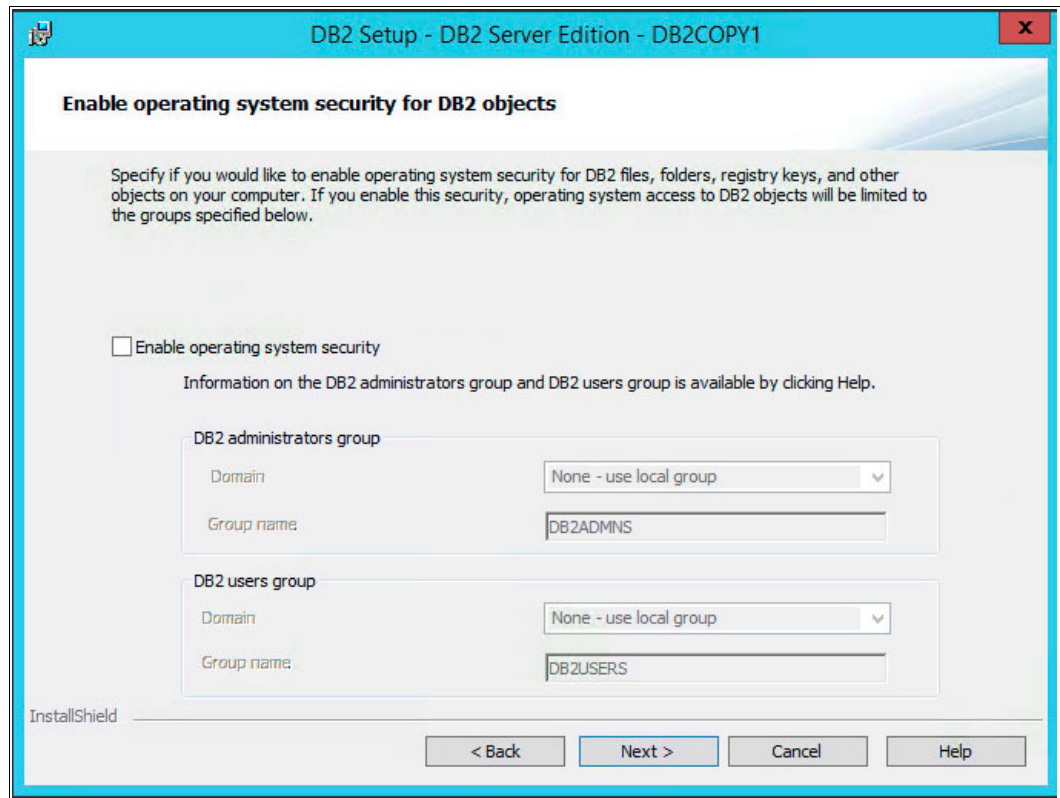 DB2 Setup - DB2 Server Edition - DB2COPY1
x
Enable operating system security for DB2 objects
Specify if you would like to enable operating system security for DB2 files, folders, registry keys, and other
objects on your computer. If you enable this security, operating system access to DB2 objects will be limited to
the groups specified below.
Enable operating system security
Information on the DB2 administrators group and DB2 users group is available by clicking Help.
DB2 administrators group
Domain
None - use local group
Group name
DB2ADMNS
DB2 users group
Domain
None - use local group
Group name
DB2USERS
InstallShield
< Back
Next >
Cancel
Help